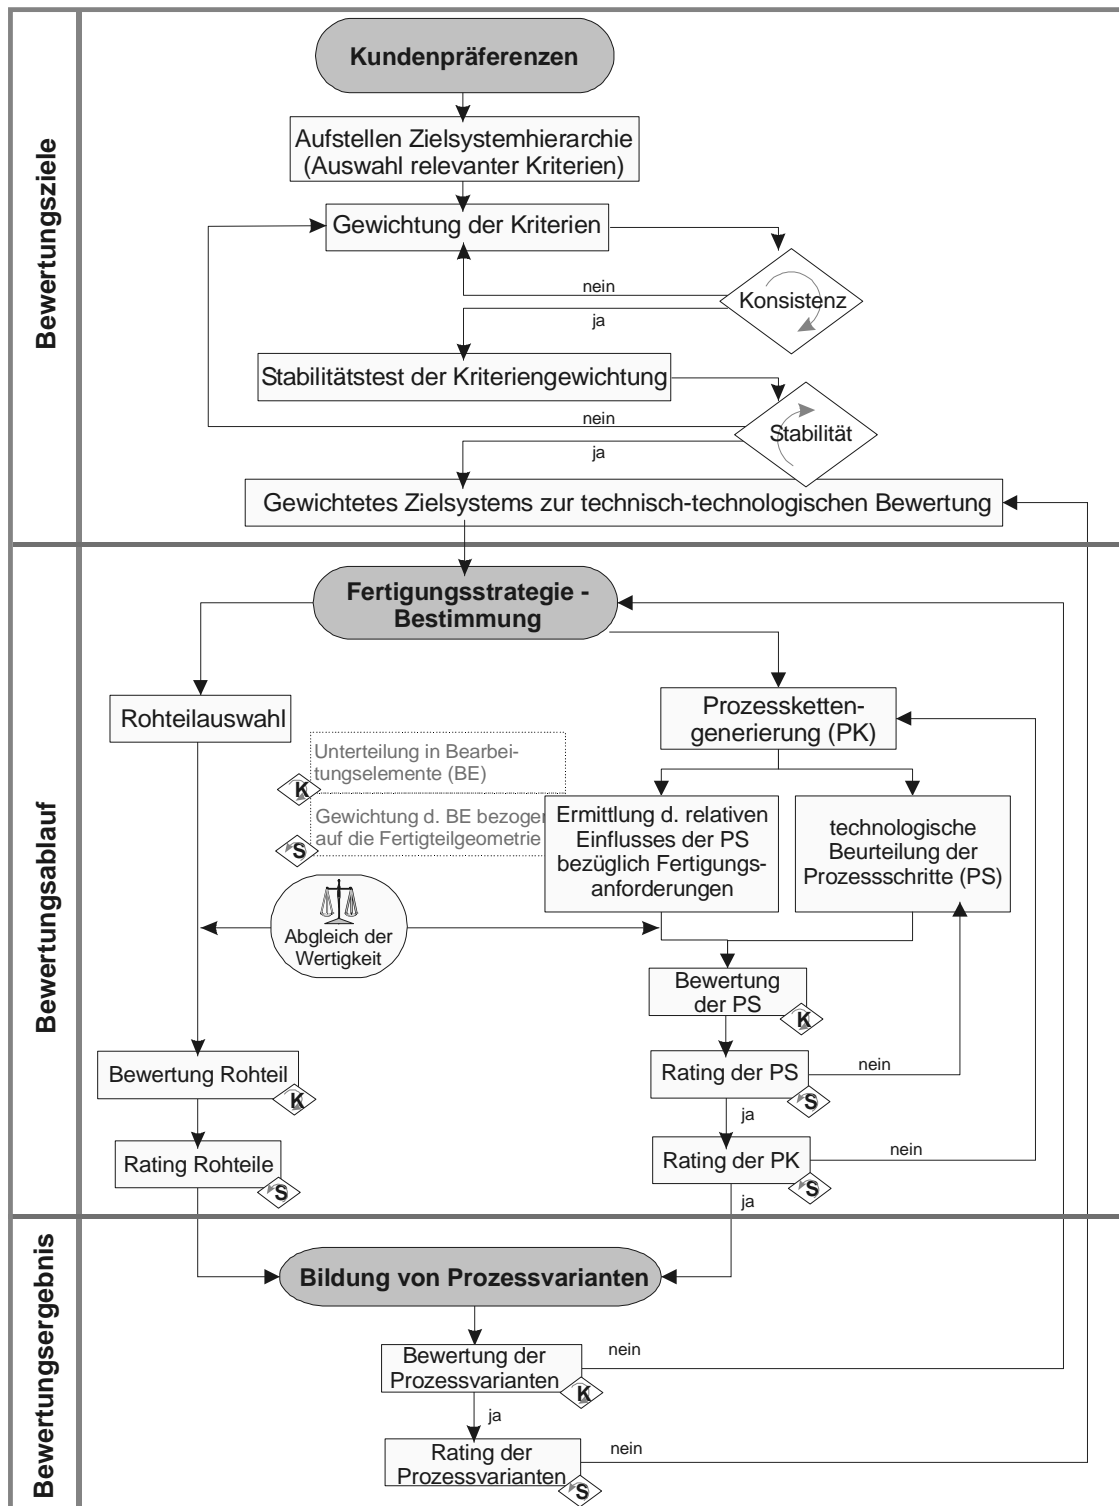 Bewertungsziele
Kundenpräferenzen
Aufstellen Zielsystemhierarchie
(Auswahl relevanter Kriterien)
Gewichtung der Kriterien
nein
Konsistenz
ja
Stabilitätstest der Kriteriengewichtung
nein
Stabilität
ja
Gewichtetes Zielsystems zur technisch-technologischen Bewertung
Bewertungsablauf
Fertigungsstrategie -
Bestimmung
Rohteilauswahl
Prozessketten-
generierung (PK)
Unterteilung in Bearbei-
tungselemente (BE)
K
Gewichtung d. BE bezogen
auf die Fertigteilgeometrie
S
Ermittlung d. relativen
Einflusses der PS
bezüglich Fertigungs-
anforderungen
technologische
Beurteilung der
Prozessschritte (PS)
Abgleich der
Wertigkeit
Bewertung
der PS
K
Bewertung Rohteil
K
Rating der PS
nein
S
ja
Rating Rohteile
S
Rating der PK
nein
S
ja
Bewertungsergebnis
Bildung von Prozessvarianten
Bewertung der
Prozessvarianten
nein
K
ja
Rating der
Prozessvarianten
nein
S